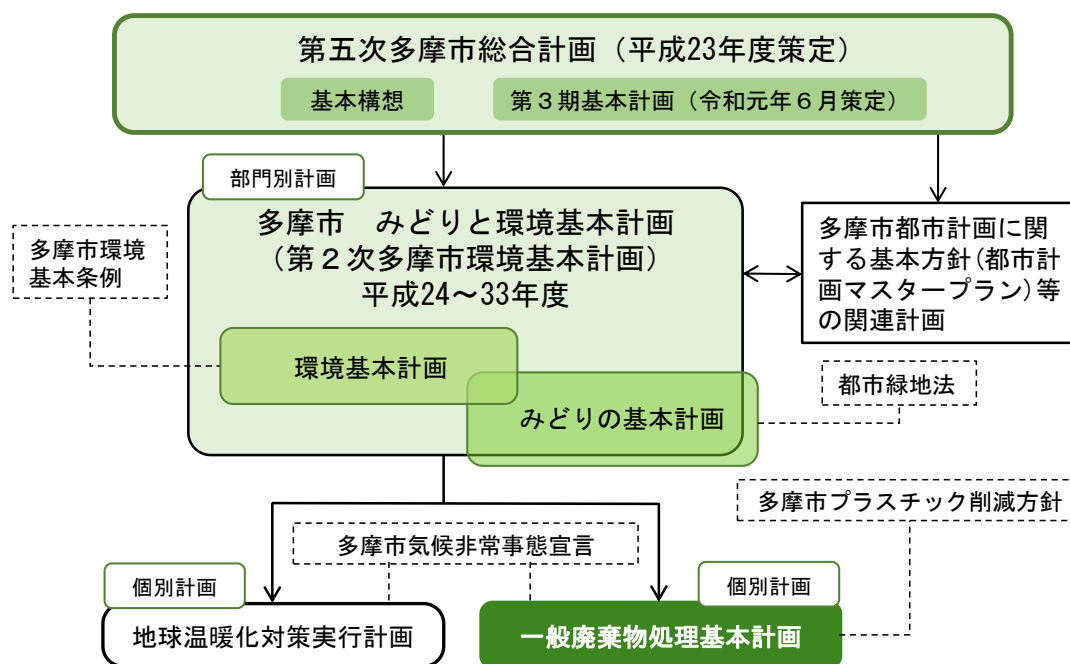 第五次多摩市総合計画（平成23年度策定）
基本構想
第３期基本計画（令和元年６月策定）
部門別計画
多摩市　みどりと環境基本計画
（第２次多摩市環境基本計画）
平成24～33年度
多摩市環境
基本条例
多摩市都市計画に関
する基本方針(都市計
画マスタープラン)等
の関連計画
環境基本計画
都市緑地法
みどりの基本計画
多摩市プラスチック削減方針
多摩市気候非常事態宣言
個別計画
個別計画
地球温暖化対策実行計画
一般廃棄物処理基本計画